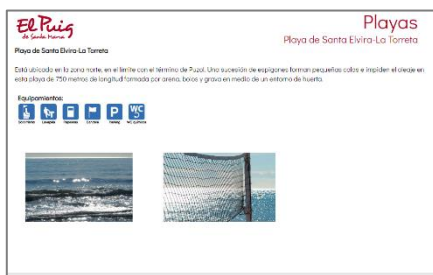 El Puig
de Santa Maria
Playas
Playa de Santa Elvira-La Torreta
Playa de Santa Elvira-La Torreta
Está ubicada en la zona norte, en el límite con el término de Puzol. Una sucesión de espigones forman pequeñas calas e impiden el oleaje en
esta playa de 750 metros de longitud formada por arena, bolos y grava en medio de un entorno de huerta.
Equipamientos:
P WC
Parking